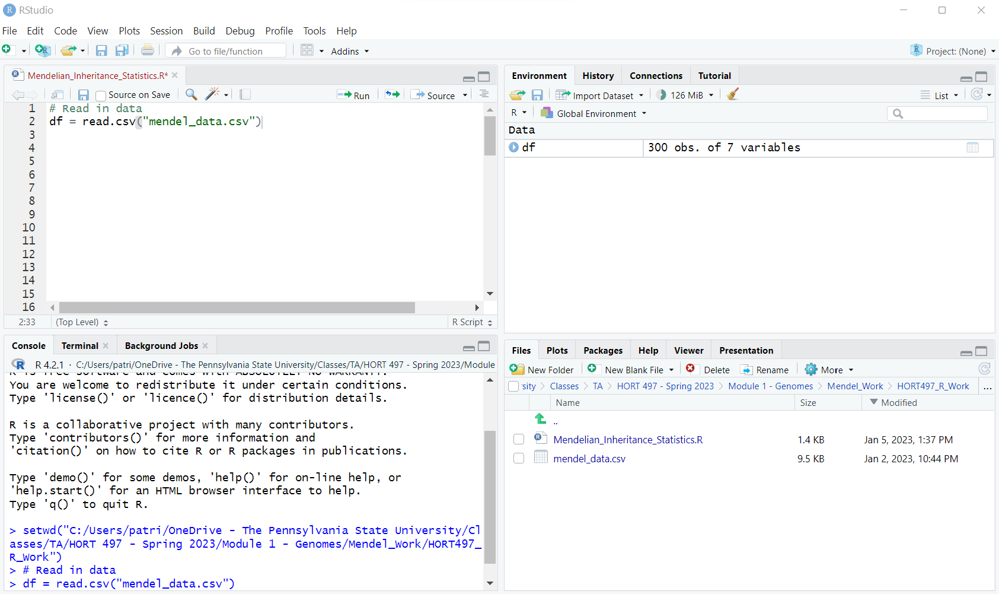 RStudio
File Edit Code View Plots Session Build Debug Profile Tools Help
Go to file/function Addins Project: (None)
Mendelian_Inheritance_Statistics.R*
Source on Save Run Source
1 # Read in data
2 df = read.csv("mendel_data.csv")
3
4
5
6
7
8
9
10
11
12
13
14
15
16
2:33 (Top Level) R Script
Console Terminal Background Jobs
R 4.2.1 · C:/Users/patri/OneDrive - The Pennsylvania State University/Classes/TA/HORT 497 - Spring 2023/Module
R is free software and comes with ABSOLUTELY NO WARRANTY.
You are welcome to redistribute it under certain conditions.
Type 'license()' or 'licence()' for distribution details.
R is a collaborative project with many contributors.
Type 'contributors()' for more information and
'citation()' on how to cite R or R packages in publications.
Type 'demo()' for some demos, 'help()' for on-line help, or
'help.start()' for an HTML browser interface to help.
Type 'q()' to quit R.
> setwd("C:/Users/patri/OneDrive - The Pennsylvania State University/Cl
asses/TA/HORT 497 - Spring 2023/Module 1 - Genomes/Mendel_Work/HORT497_
R_Work")
> # Read in data
> df = read.csv("mendel_data.csv")
Environment History Connections Tutorial
Import Dataset 126 MiB List
R Global Environment
Data
df 300 obs. of 7 variables
Files Plots Packages Help Viewer Presentation
New Folder New Blank File Delete Rename More
sity Classes TA HORT 497 - Spring 2023 Module 1 - Genomes Mendel_Work HORT497_R_Work ...
Name Size Modified
..
Mendelian_Inheritance_Statistics.R 1.4 KB Jan 5, 2023, 1:37 PM
mendel_data.csv 9.5 KB Jan 2, 2023, 10:44 PM